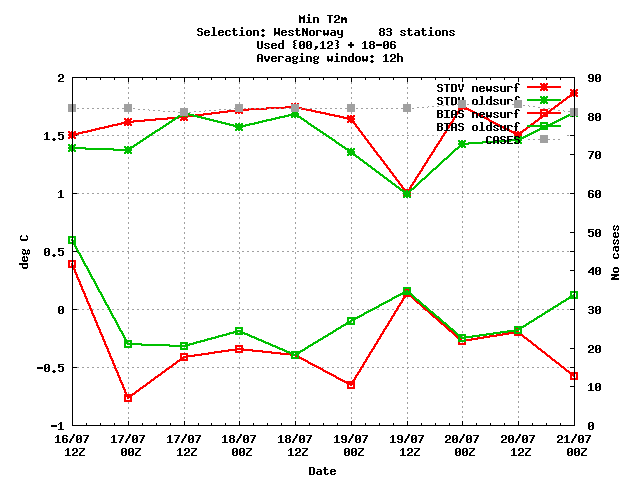 Min T2m
Selection: WestNorway     83 stations
Used {00,12} + 18-06
Averaging window: 12h
2
1.5
1
0.5
0
-0.5
-1
deg C
90
80
70
60
50
40
30
20
10
0
No cases
STDV newsurf
STDV oldsurf
BIAS newsurf
BIAS oldsurf
CASES
16/07 17/07 17/07 18/07 18/07 19/07 19/07 20/07 20/07 21/07
12Z 00Z 12Z 00Z 12Z 00Z 12Z 00Z 12Z 00Z
Date